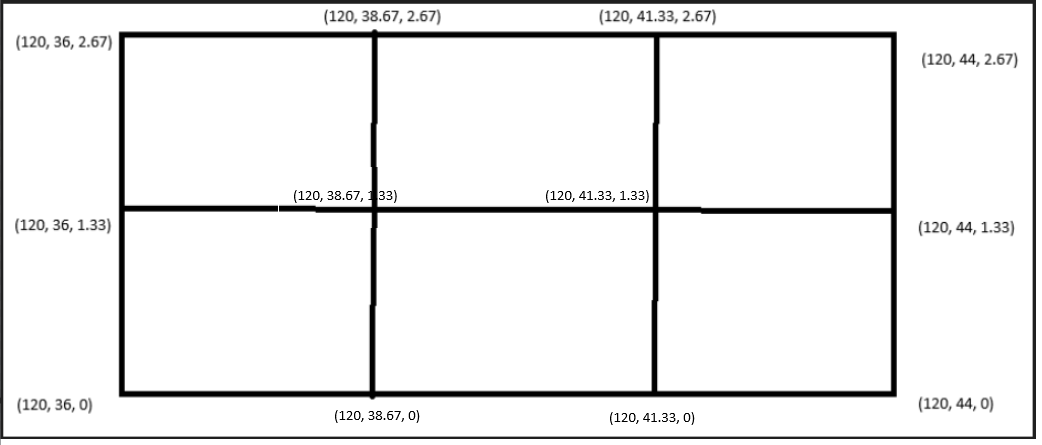 (120, 38.67, 2.67)
(120, 41.33, 2.67)
(120, 36, 2.67)
(120, 44, 2.67)
(120, 38.67, 1.33)
(120, 41.33, 1.33)
(120, 36, 1.33)
(120, 44, 1.33)
(120, 36, 0)
(120, 44, 0)
(120, 38.67, 0)
(120, 41.33, 0)